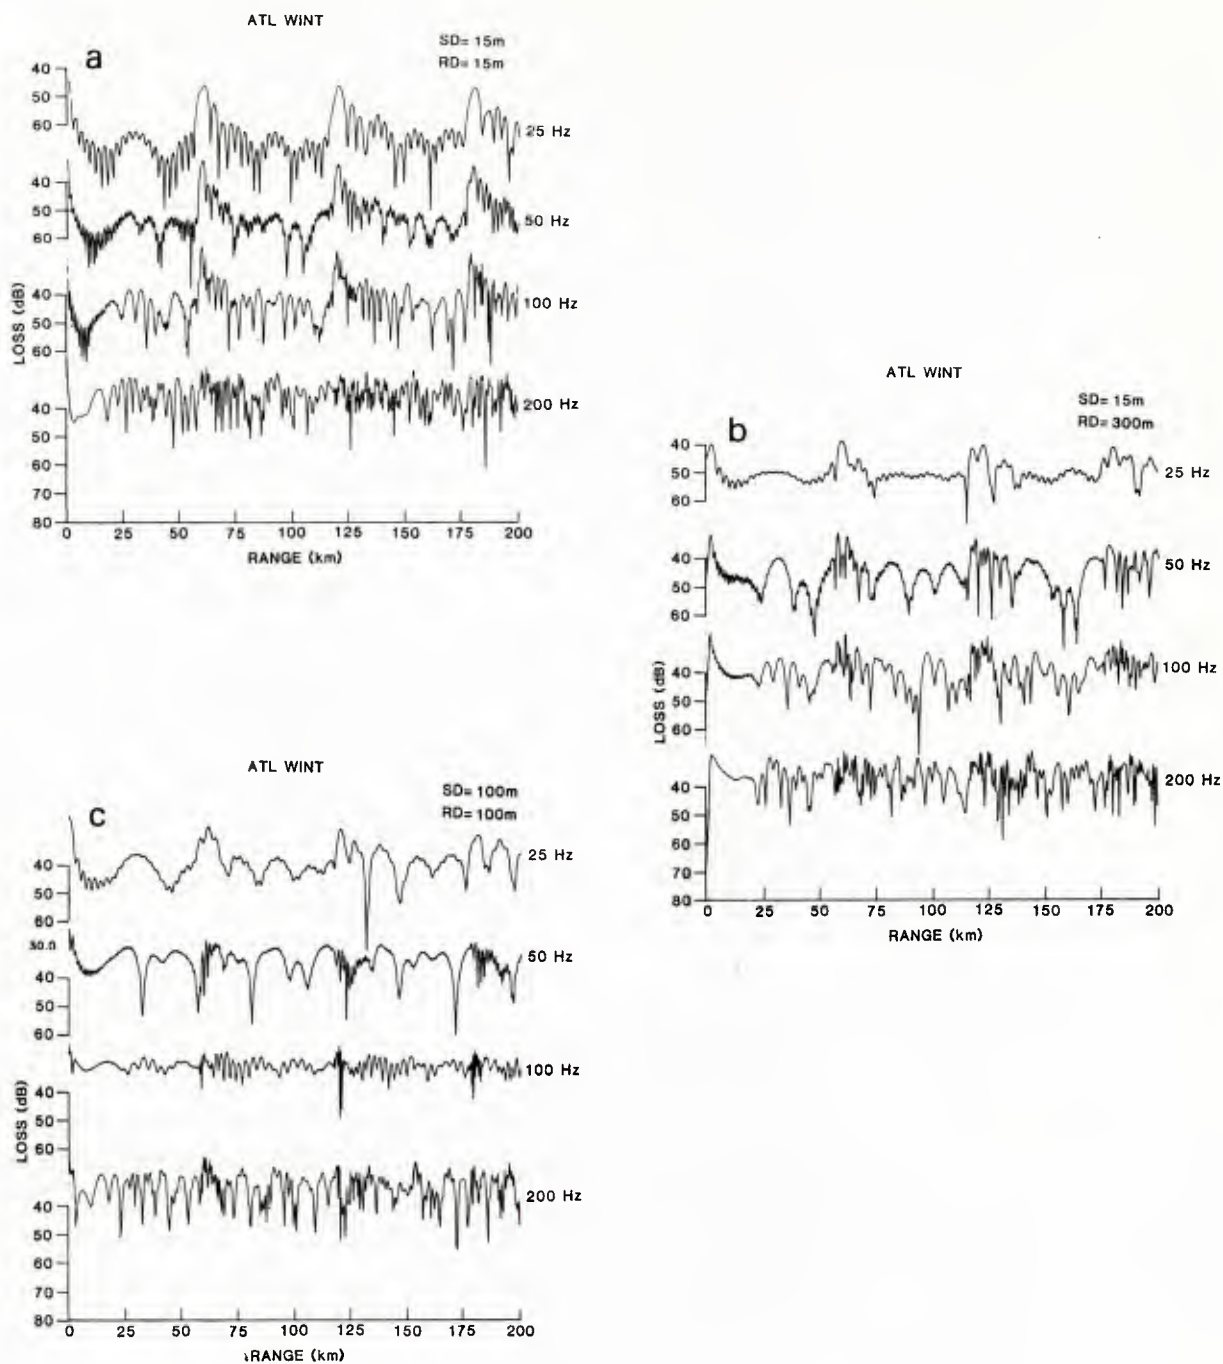 ATL WINT
a
SD= 15m
RD= 15m
40
50
60
25 Hz
40
50
60
50 Hz
40
50
60
100 Hz
LOSS (dB)
40
50
60
70
80
200 Hz
0 25 50 75 100 125 150 175 200
RANGE (km)
ATL WINT
b
SD= 15m
RD= 300m
40
50
60
25 Hz
40
50
60
50 Hz
40
50
60
100 Hz
LOSS (dB)
40
50
60
70
80
200 Hz
0 25 50 75 100 125 150 175 200
RANGE (km)
ATL WINT
c
SD= 100m
RD= 100m
40
50
60
25 Hz
30.0
40
50
60
50 Hz
40
50
60
100 Hz
LOSS (dB)
40
50
60
70
80
200 Hz
0 25 50 75 100 125 150 175 200
RANGE (km)